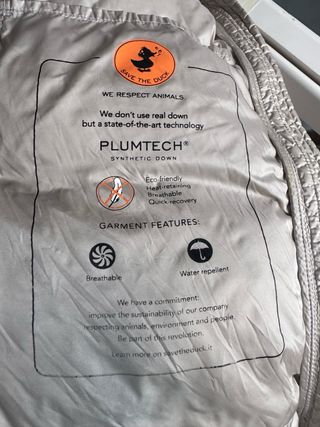 SAVE THE DUCK
WE RESPECT ANIMALS
We don't use real down
but a state-of-the-art technology
PLUMTECH®
SYNTHETIC DOWN
Eco-friendly
Heat-retaining
Breathable
Quick-recovery
GARMENT FEATURES:
Breathable
Water repellent
We have a commitment:
improve the sustainability of our company
respecting animals, environment and people.
Be part of this revolution.
Learn more on savetheduck.it